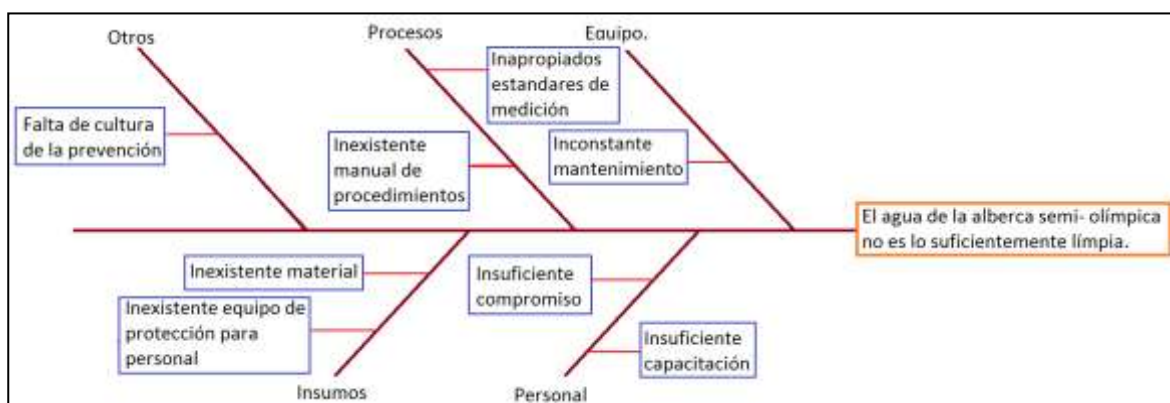 Otros
Procesos
Equipo.
Inapropiados
estandares de
medición
Falta de cultura
de la prevención
Inexistente
manual de
procedimientos
Inconstante
mantenimiento
El agua de la alberca semi- olímpica
no es lo suficientemente límpia.
Inexistente material
Inexistente equipo de
protección para
personal
Insuficiente
compromiso
Insuficiente
capacitación
Insumos
Personal